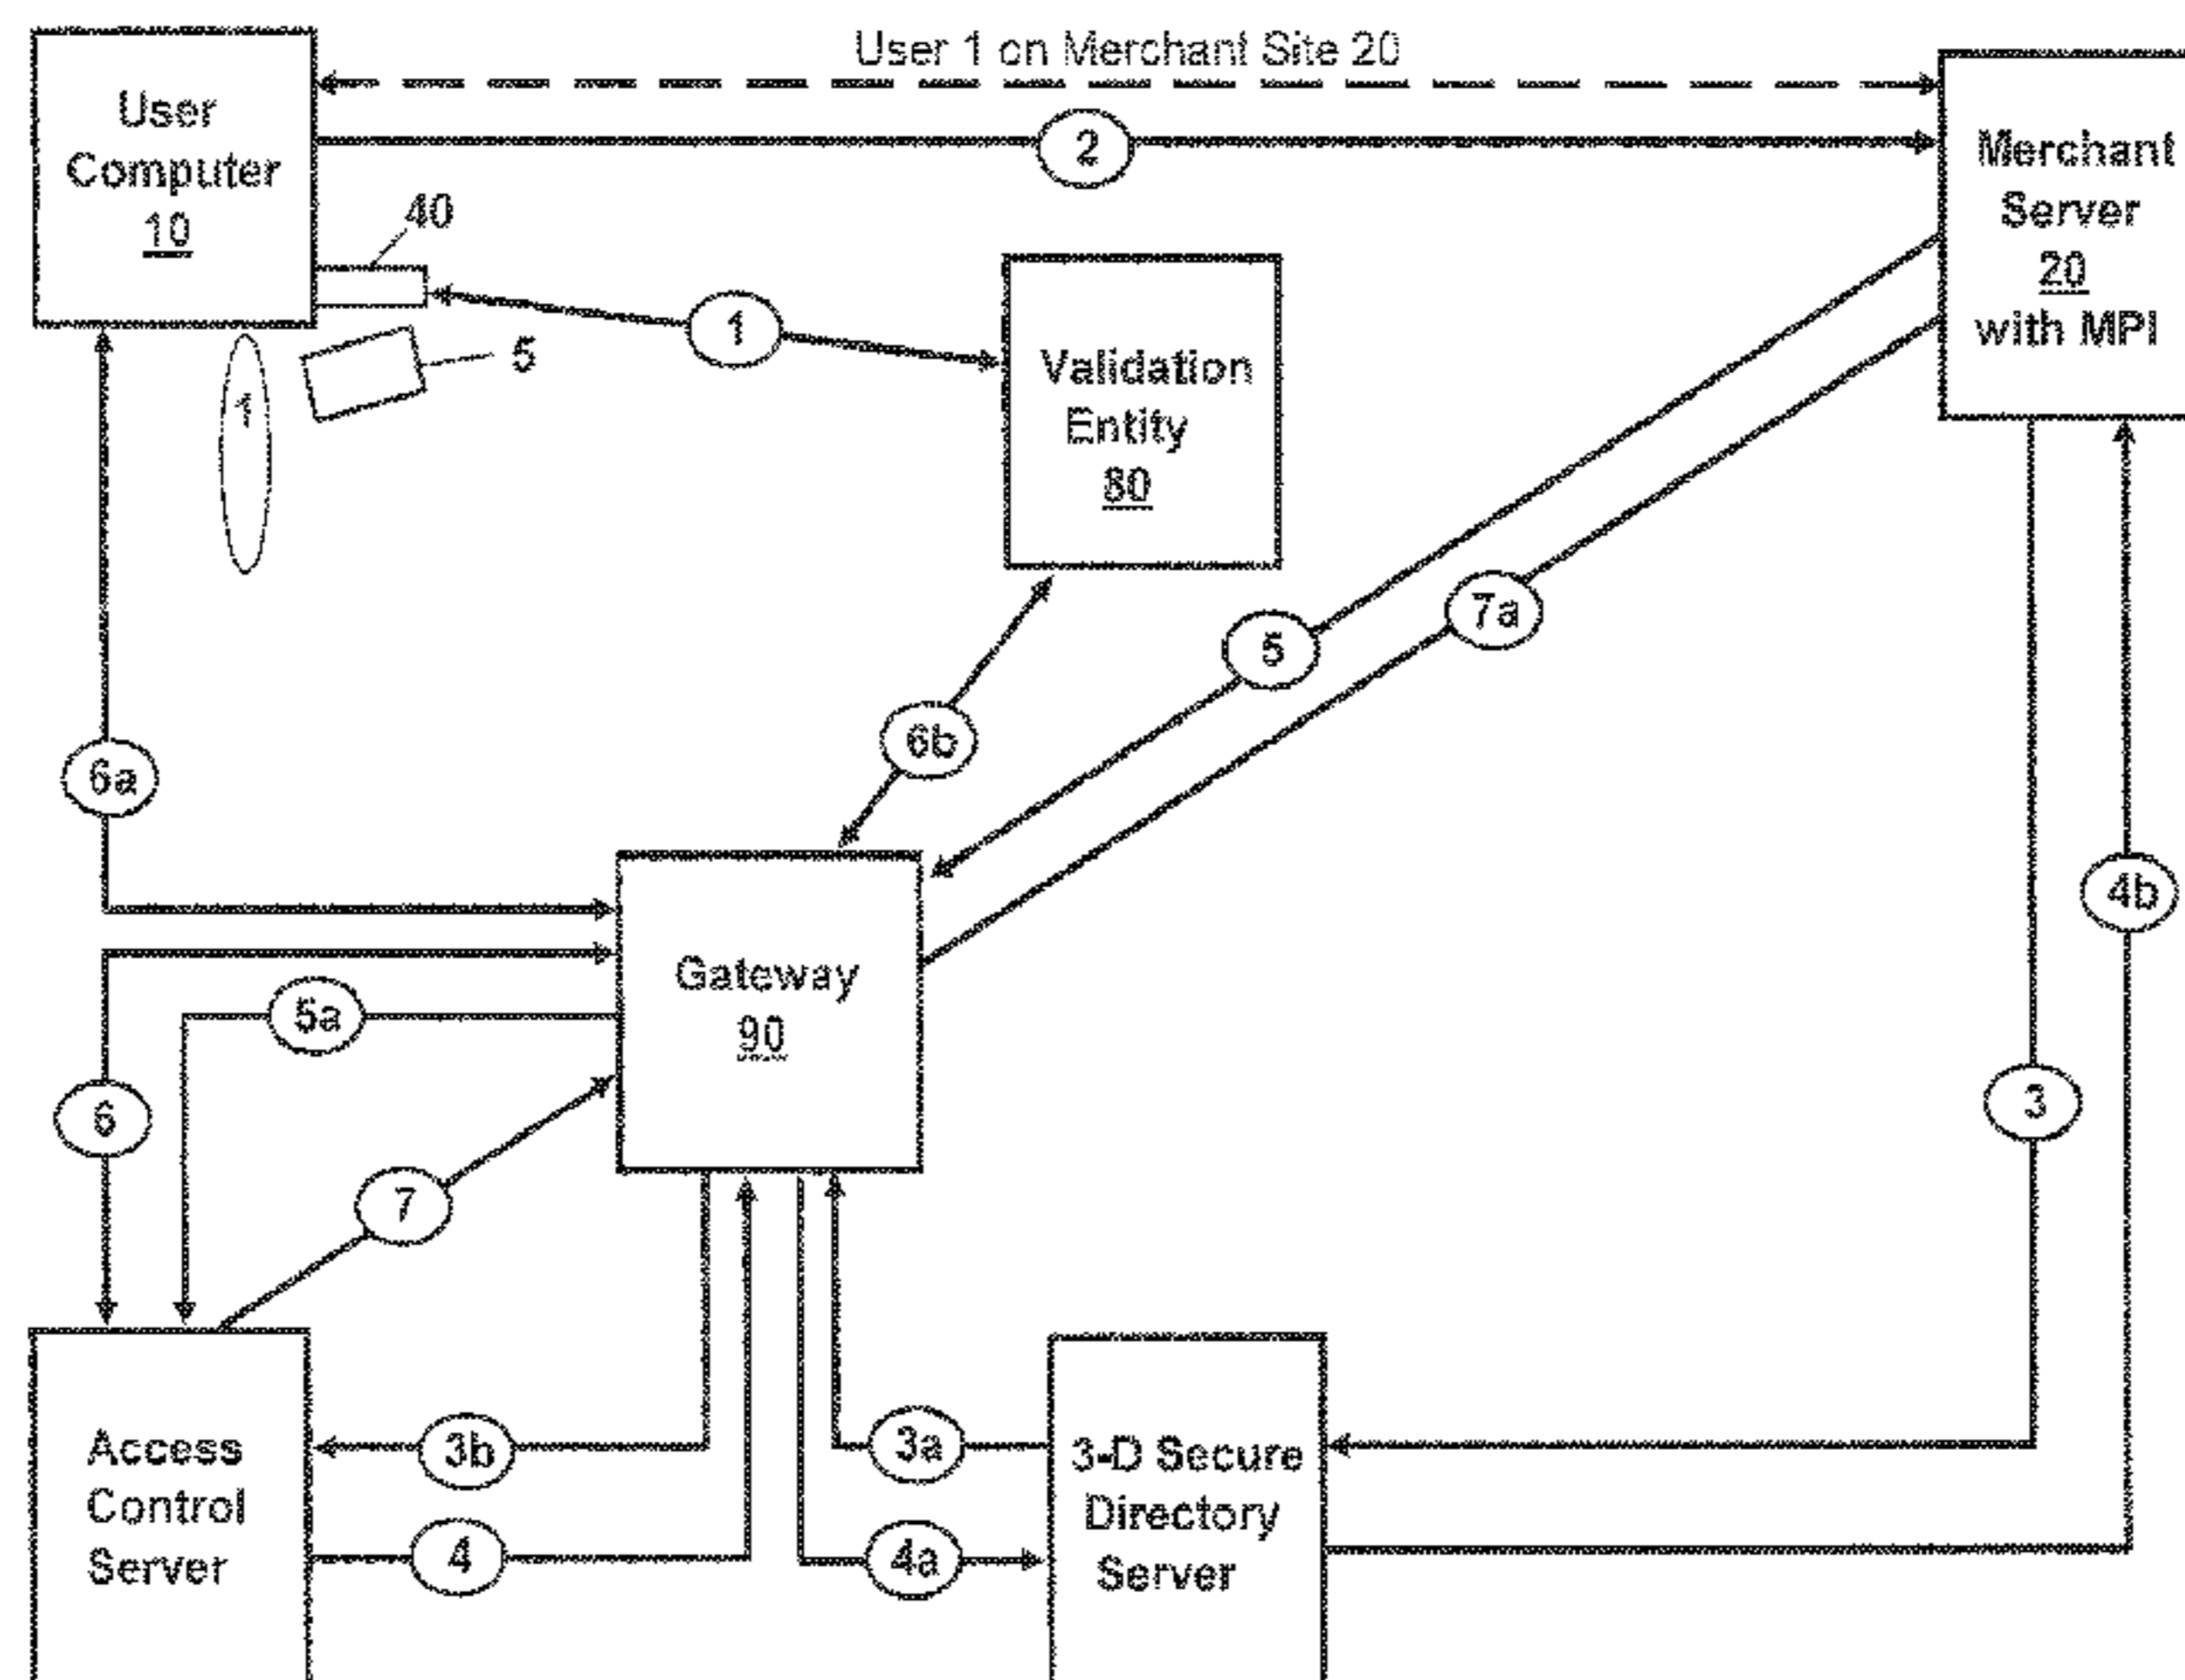 User 1 on Merchant Site 20
User
Computer
10
2
Merchant
Server
20
with MPI
40
1
5
1
Validation
Entity
80
7a
5
6b
6a
4b
Gateway
90
5a
6
3
7
Access
Control
Server
3b
3a
4
4a
3-D Secure
Directory
Server